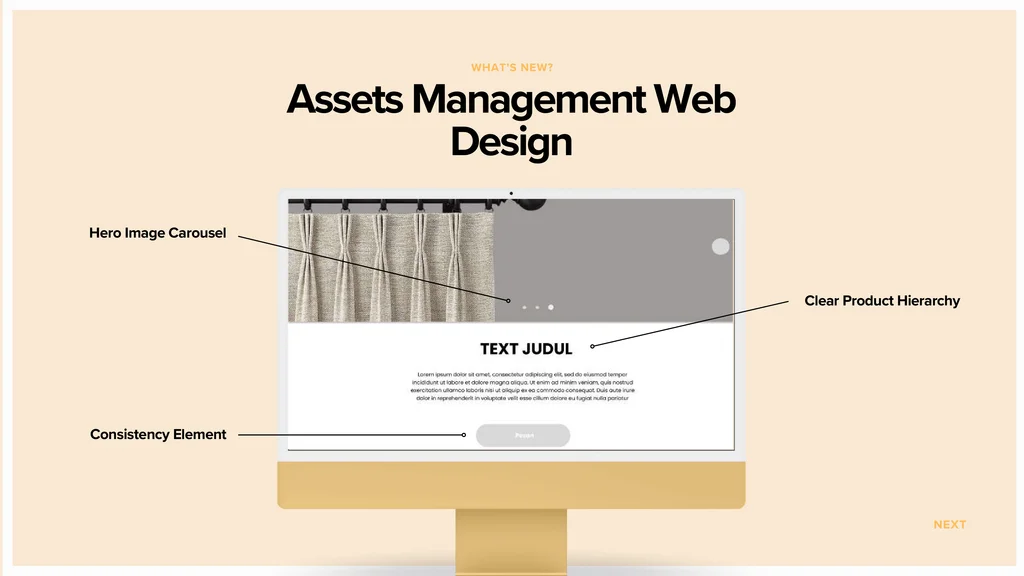 WHAT'S NEW?
Assets Management Web
Design
Hero Image Carousel
Clear Product Hierarchy
TEXT JUDUL
Lorem ipsum dolor sit amet, consectetur adipiscing elit, sed do eiusmod tempor
incididunt ut labore et dolore magna aliqua. Ut enim ad minim veniam, quis nostrud
exercitation ullamco laboris nisi ut aliquip ex ea commodo consequat. Duis aute irure
dolor in reprehenderit in voluptate velit esse cillum dolore eu fugiat nulla pariatur
Consistency Element
NEXT